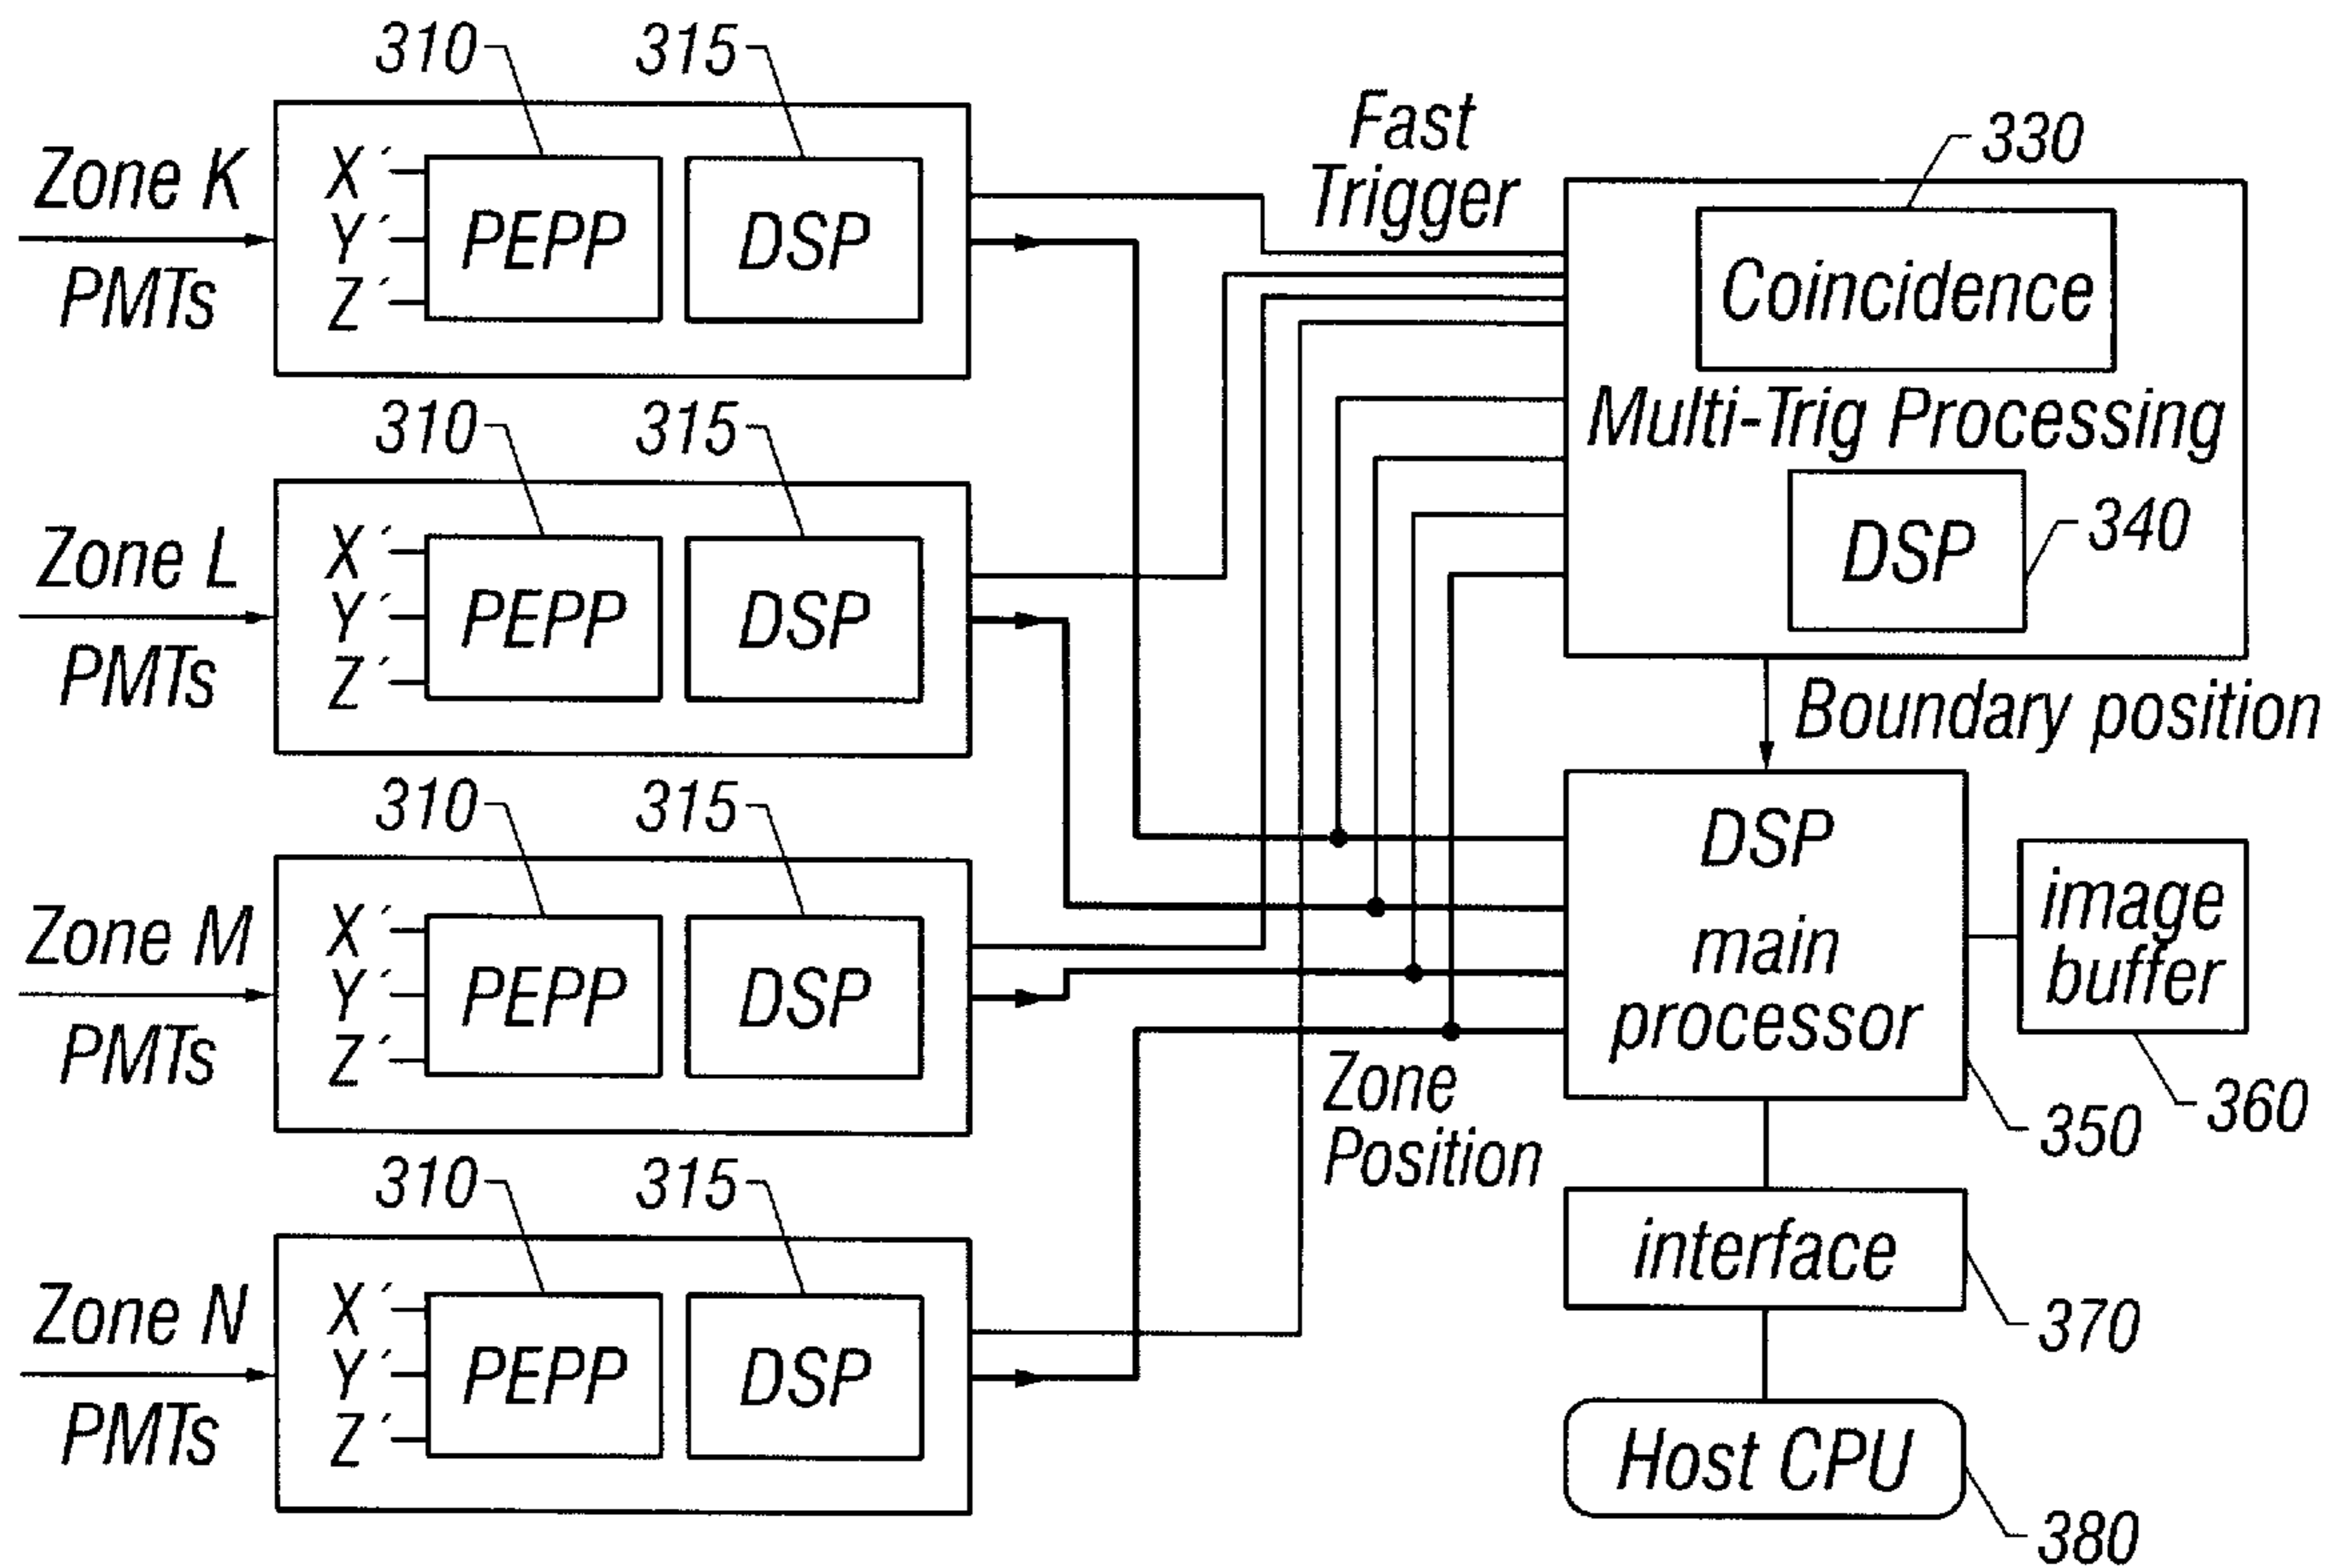 310
315
Zone K
PMTs
X´
Y´
Z´
PEPP
DSP
310
315
Zone L
PMTs
X´
Y´
Z´
PEPP
DSP
310
315
Zone M
PMTs
X´
Y´
Z´
PEPP
DSP
310
315
Zone N
PMTs
X´
Y´
Z´
PEPP
DSP
Fast
Trigger
330
Coincidence
Multi-Trig Processing
DSP
340
Boundary position
DSP
main
processor
350
image
buffer
360
Zone
Position
interface
370
Host CPU
380